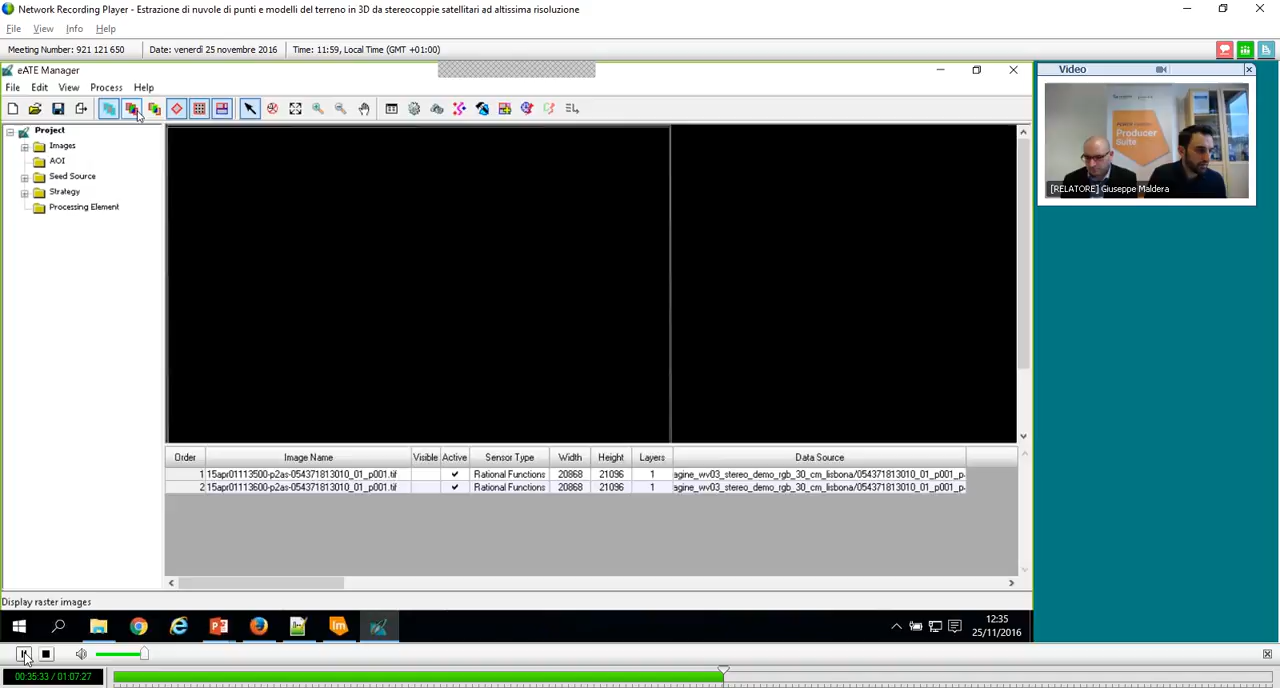 Network Recording Player - Estrazione di nuvole di punti e modelli del terreno in 3D da stereocoppie satellitari ad altissima risoluzione
File View Info Help
Meeting Number: 921 121 650 Date: venerdì 25 novembre 2016 Time: 11:59, Local Time (GMT +01:00)
eATE Manager
File Edit View Process Help
Video
Project
Images
AOI
Seed Source
Strategy
Processing Element
Producer
Suite
[RELATORE] Giuseppe Maldera
Order Image Name Visible Active Sensor Type Width Height Layers Data Source
1 15apr01113500-p2as-054371813010_01_p001.tif Rational Functions 20868 21096 1 agine_wv03_stereo_demo_rgb_30_cm_lisbona/054371813010_01_p001_p-
2 15apr01113600-p2as-054371813010_01_p001.tif Rational Functions 20868 21096 1 agine_wv03_stereo_demo_rgb_30_cm_lisbona/054371813010_01_p001_p-
Display raster images
12:35
25/11/2016
00:35:33 / 01:07:27